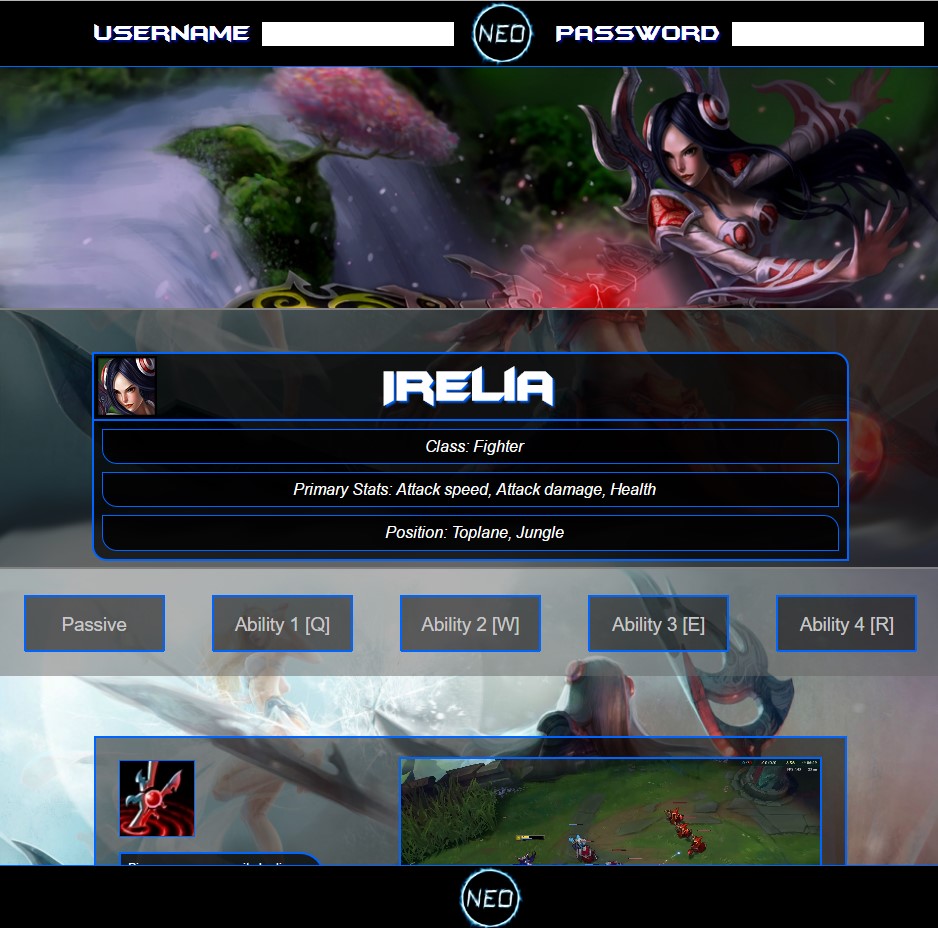 USERNAME
NEO
PASSWORD
IRELIA
Class: Fighter
Primary Stats: Attack speed, Attack damage, Health
Position: Toplane, Jungle
Passive
Ability 1 [Q]
Ability 2 [W]
Ability 3 [E]
Ability 4 [R]
NEO